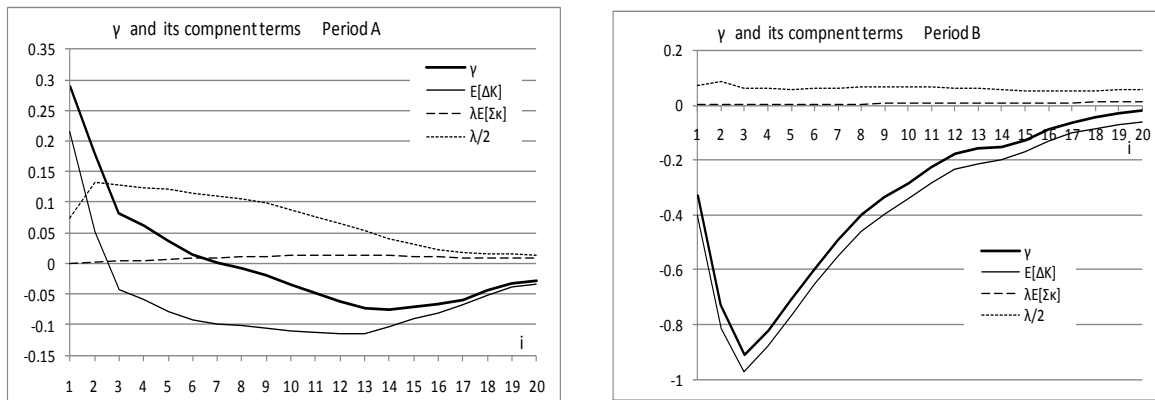 γ and its compnent terms Period A
0.35
0.3
0.25
0.2
0.15
0.1
0.05
0
-0.05
-0.1
-0.15
γ
E[ΔK]
λE[Σκ]
λ/2
i
1 2 3 4 5 6 7 8 9 10 11 12 13 14 15 16 17 18 19 20
γ and its compnent terms Period B
0.2
0
-0.2
-0.4
-0.6
-0.8
-1
1 2 3 4 5 6 7 8 9 10 11 12 13 14 15 16 17 18 19 20
i
γ
E[ΔK]
λE[Σκ]
λ/2